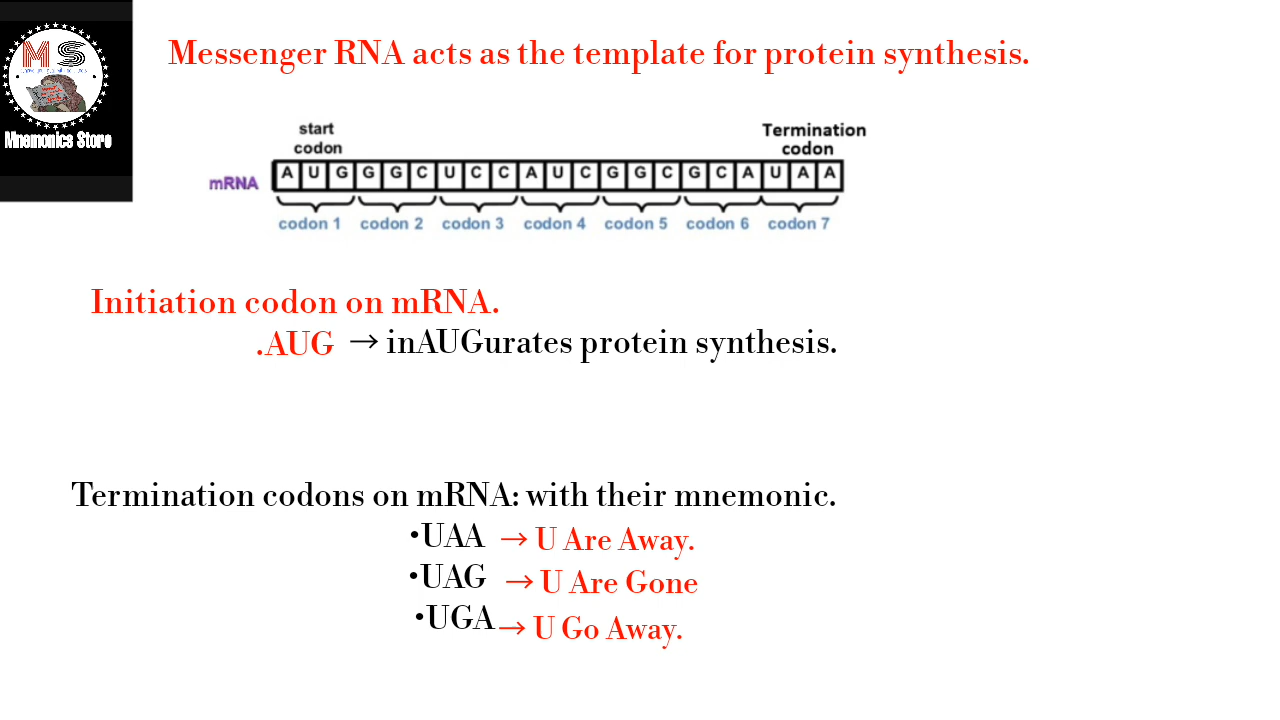 MS
Mnemonics Store
Messenger RNA acts as the template for protein synthesis.
start
codon
Termination
codon
mRNA
A U G G G C U C C A U C G G C G C A U A A
codon 1 codon 2 codon 3 codon 4 codon 5 codon 6 codon 7
Initiation codon on mRNA.
.AUG → inAUGurates protein synthesis.
Termination codons on mRNA: with their mnemonic.
•UAA → U Are Away.
•UAG → U Are Gone
•UGA → U Go Away.